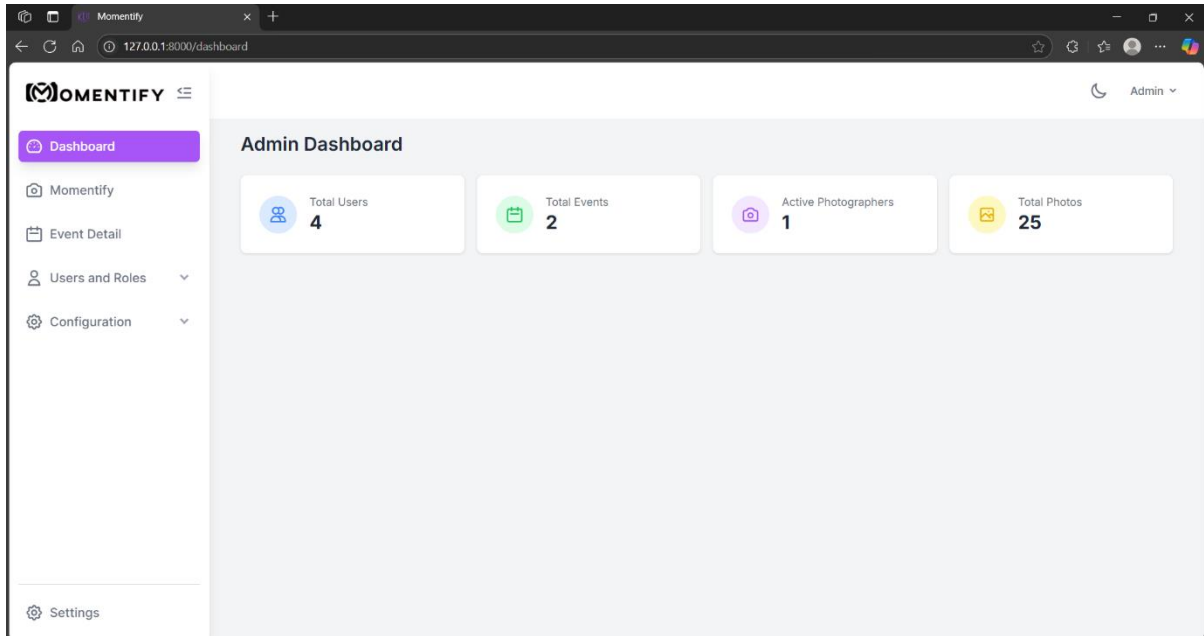 Momentify
127.0.0.1:8000/dashboard
MOMENTIFY
Admin
Dashboard
Momentify
Event Detail
Users and Roles
Configuration
Settings
Admin Dashboard
Total Users
4
Total Events
2
Active Photographers
1
Total Photos
25